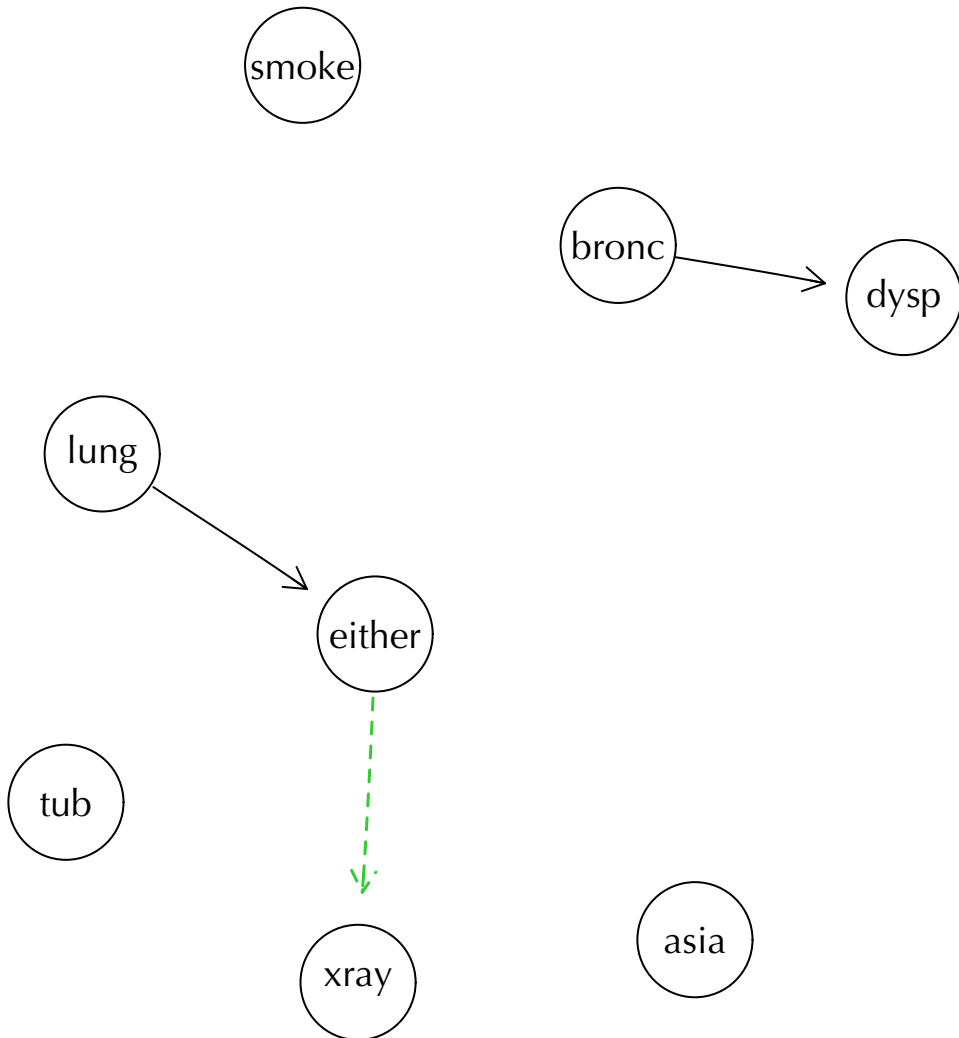 smoke
bronc
dysp
lung
either
tub
asia
xray